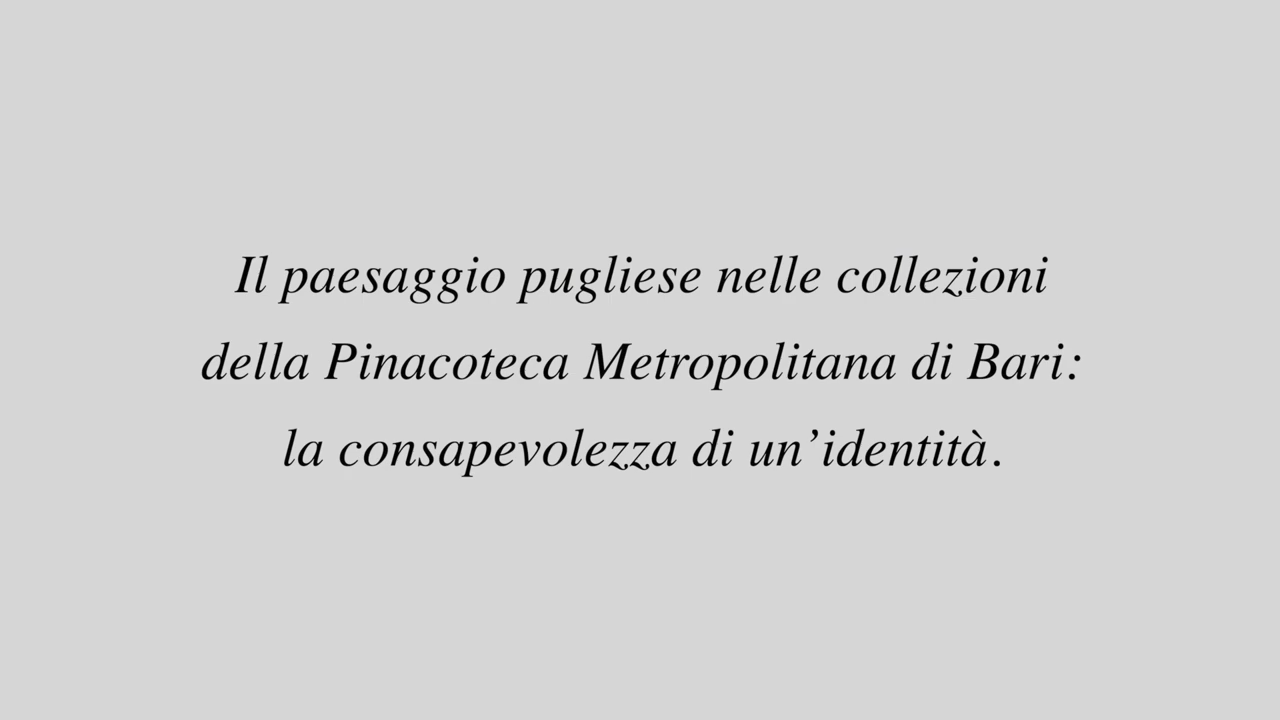 Il paesaggio pugliese nelle collezioni
della Pinacoteca Metropolitana di Bari:
la consapevolezza di un’identità.